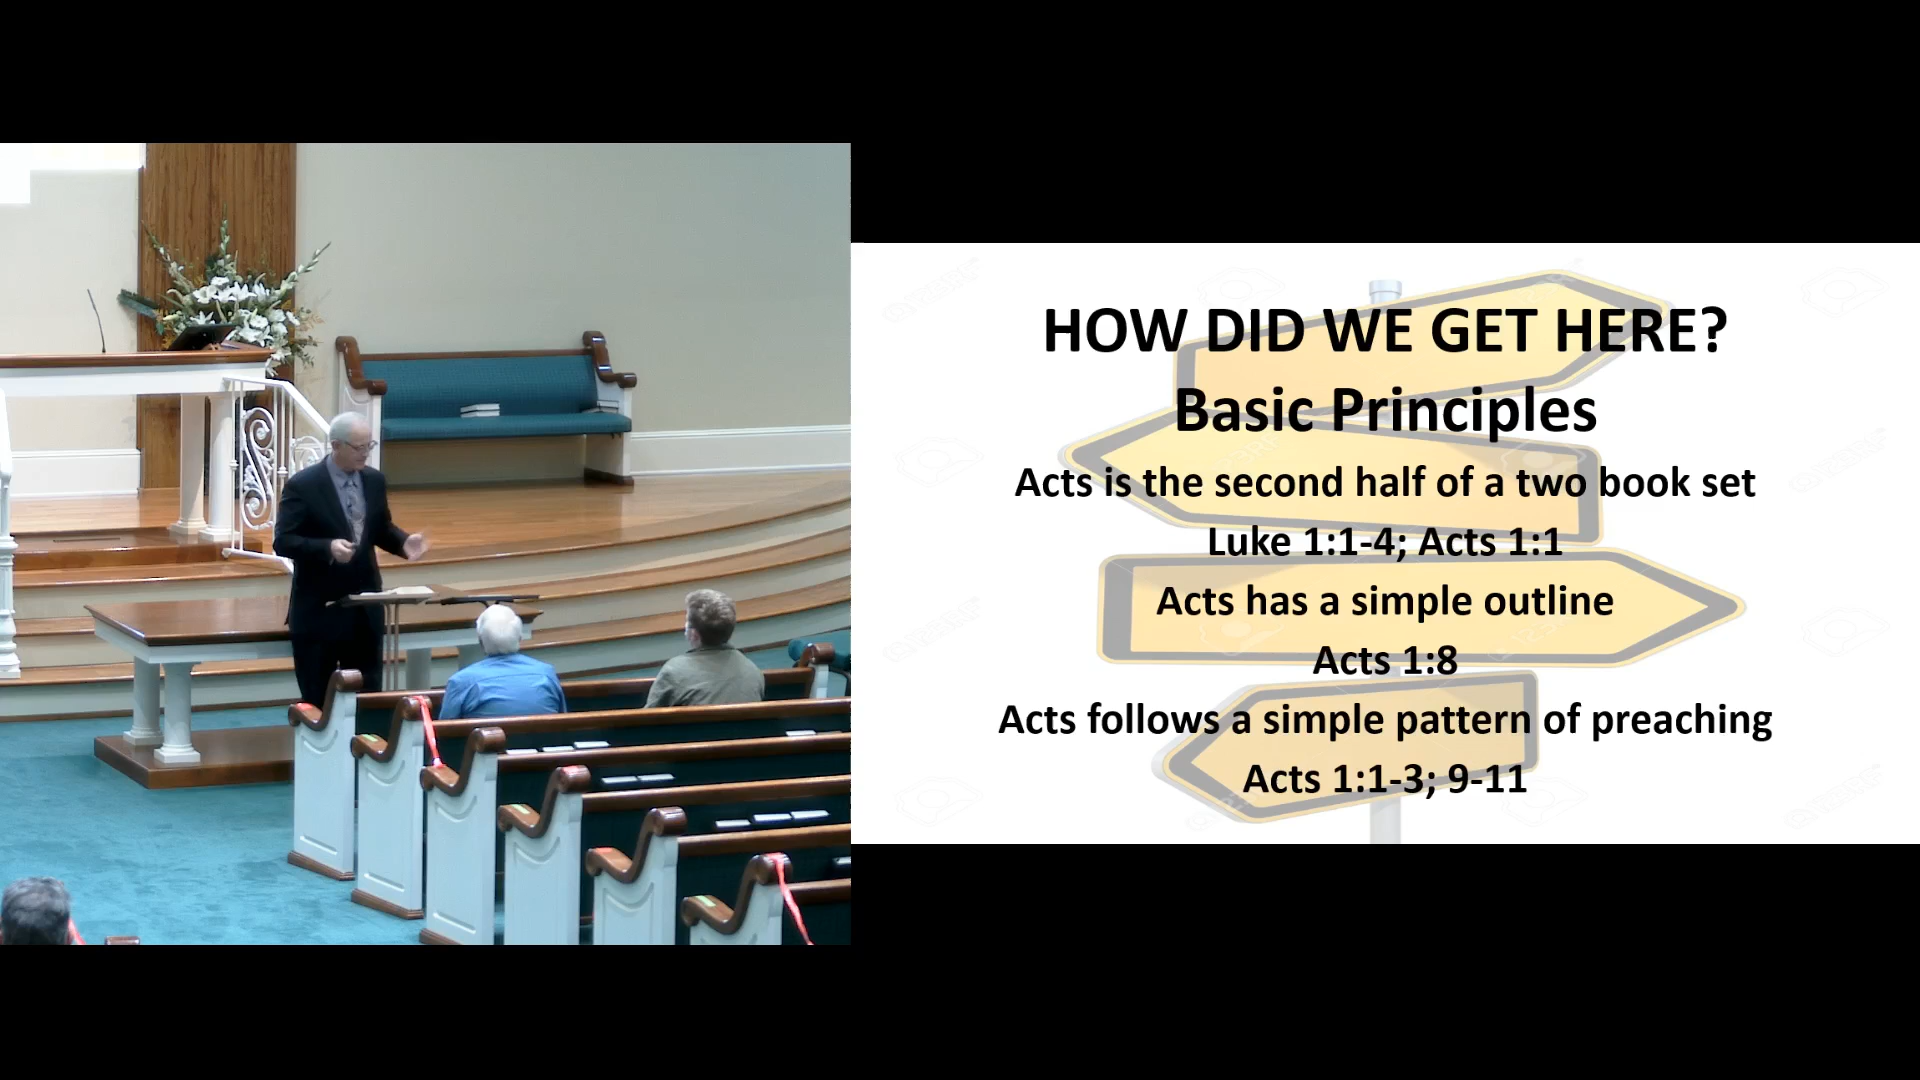 HOW DID WE GET HERE?
Basic Principles
Acts is the second half of a two book set
Luke 1:1-4; Acts 1:1
Acts has a simple outline
Acts 1:8
Acts follows a simple pattern of preaching
Acts 1:1-3; 9-11